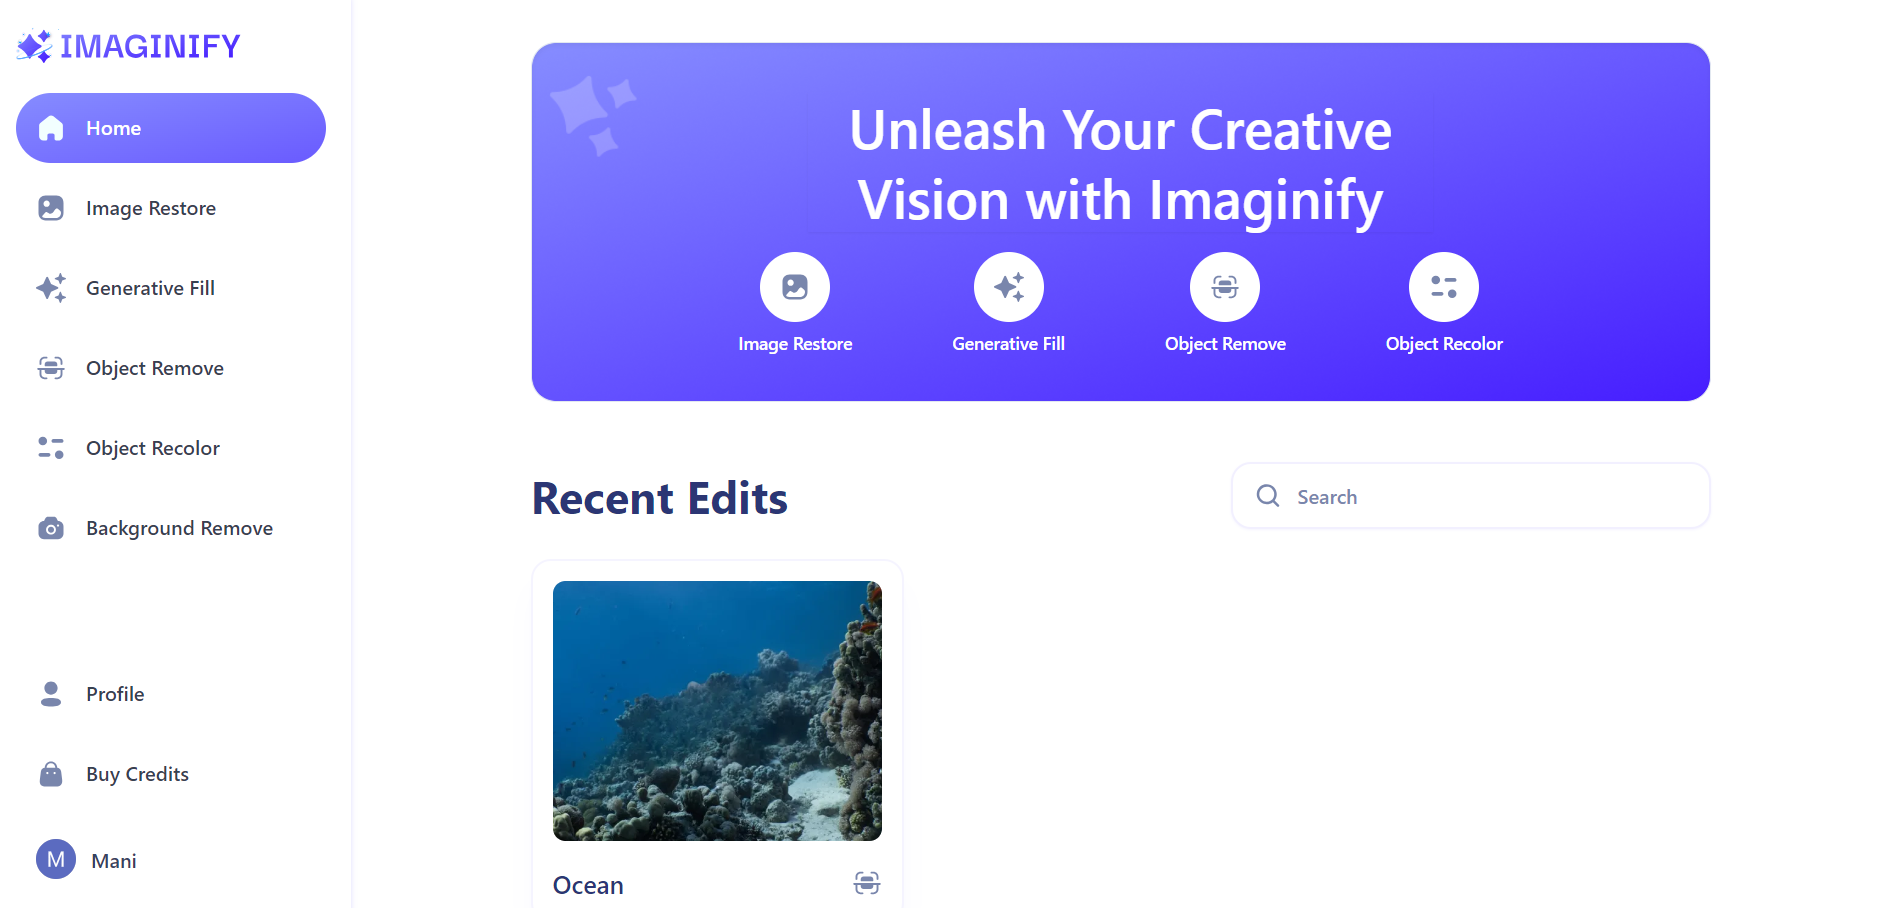 IMAGINIFY
Home
Image Restore
Generative Fill
Object Remove
Object Recolor
Background Remove
Profile
Buy Credits
M
Mani
Unleash Your Creative
Vision with Imaginify
Image Restore
Generative Fill
Object Remove
Object Recolor
Recent Edits
Search
Ocean